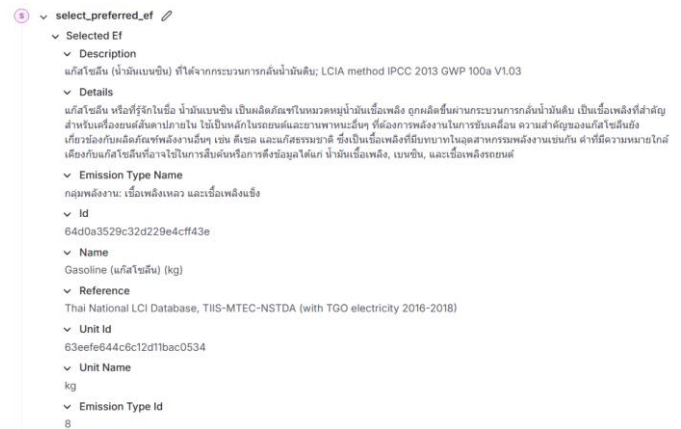 S select_preferred_ef
Selected Ef
Description
แก๊สโซลีน (น้ำมันเบนซิน) ที่ได้จากกระบวนการกลั่นน้ำมันดิบ; LCIA method IPCC 2013 GWP 100a V1.03
Details
แก๊สโซลีน หรือที่รู้จักในชื่อ น้ำมันเบนซิน เป็นผลิตภัณฑ์ในหมวดหมู่น้ำมันเชื้อเพลิง ถูกผลิตขึ้นผ่านกระบวนการกลั่นน้ำมันดิบ เป็นเชื้อเพลิงที่สำคัญ
สำหรับเครื่องยนต์สันดาปภายใน ใช้เป็นหลักในรถยนต์และยานพาหนะอื่นๆ ที่ต้องการพลังงานในการขับเคลื่อน ความสำคัญของแก๊สโซลีนยัง
เกี่ยวข้องกับผลิตภัณฑ์พลังงานอื่นๆ เช่น ดีเซล และแก๊สธรรมชาติ ซึ่งเป็นเชื้อเพลิงที่มีบทบาทในอุตสาหกรรมพลังงานเช่นกัน คำที่มีความหมายใกล้
เคียงกับแก๊สโซลีนที่อาจใช้ในการสืบค้นหรือการดึงข้อมูลได้แก่ น้ำมันเชื้อเพลิง, เบนซิน, และเชื้อเพลิงรถยนต์
Emission Type Name
กลุ่มพลังงาน: เชื้อเพลิงเหลว และเชื้อเพลิงแข็ง
Id
64d0a3529c32d229e4cff43e
Name
Gasoline (แก๊สโซลีน) (kg)
Reference
Thai National LCI Database, TIIS-MTEC-NSTDA (with TGO electricity 2016-2018)
Unit Id
63eefe644c6c12d11bac0534
Unit Name
kg
Emission Type Id
8